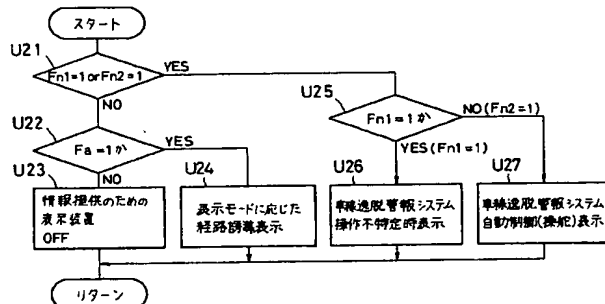 スタート
U21
Fn1=1orFn2=1
YES
NO
U25
Fn1=1か
NO(Fn2=1)
YES(Fn1=1)
U22
Fa=1か
YES
NO
U23
情報提供のための
表示装置
OFF
U24
表示モードに応じた
経路誘導表示
U26
車線逸脱警報システム
操作不特定時表示
U27
車線逸脱警報システム
自動制御(操舵)表示
リターン